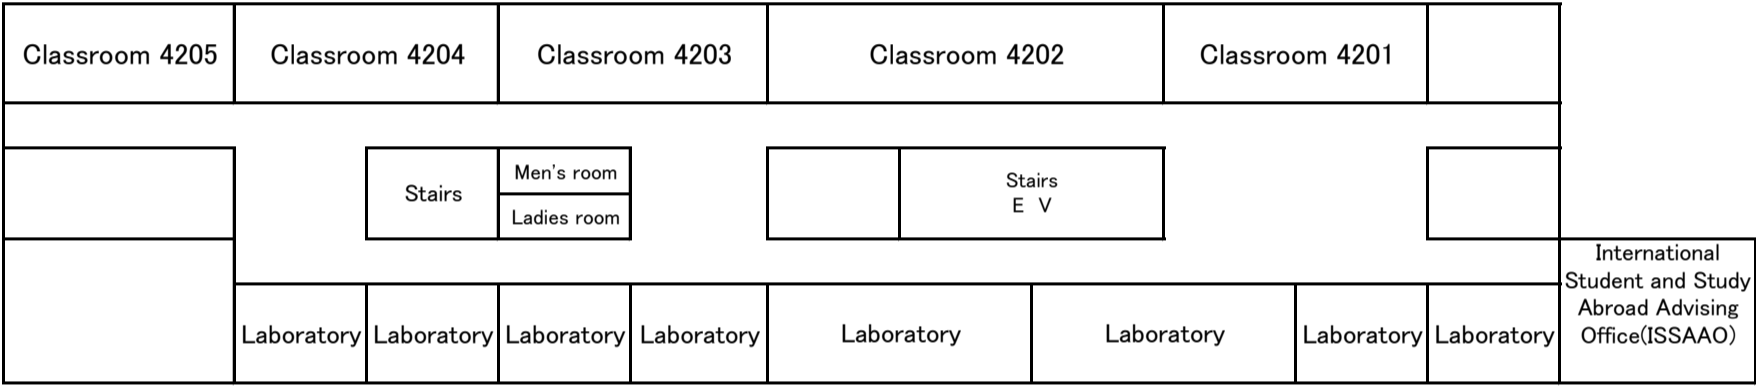 Classroom 4205
Classroom 4204
Classroom 4203
Classroom 4202
Classroom 4201
Stairs
Men's room
Ladies room
Stairs
E V
International
Student and Study
Abroad Advising
Office(ISSAAO)
Laboratory
Laboratory
Laboratory
Laboratory
Laboratory
Laboratory
Laboratory
Laboratory